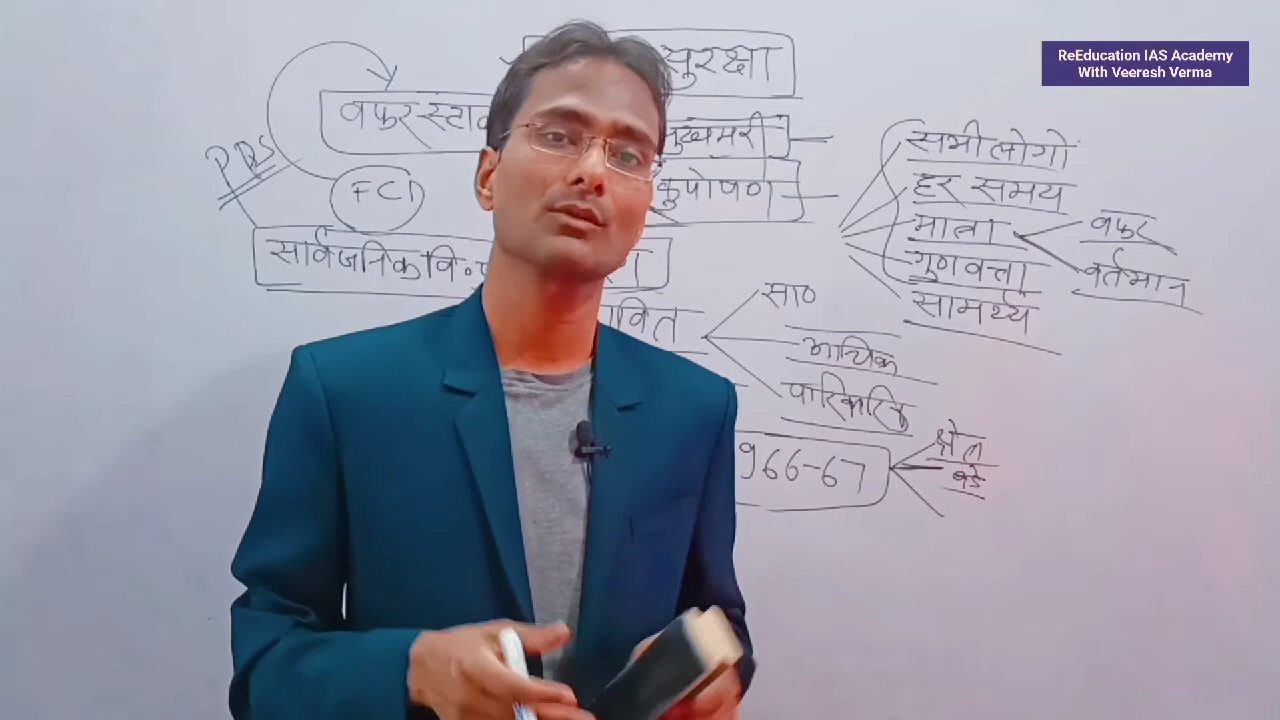 ReEducation IAS Academy
With Veeresh Verma
सुरक्षा
बफर स्टा
भुखमरी
कुपोषण
PDS
FCI
सार्वजनिक वि.
वित
सभी लोगो
हर समय
मात्रा
गुणवत्ता
सामर्थ्य
बफर
वर्तमान
सा०
आर्थिक
966-67
क्षेत्र